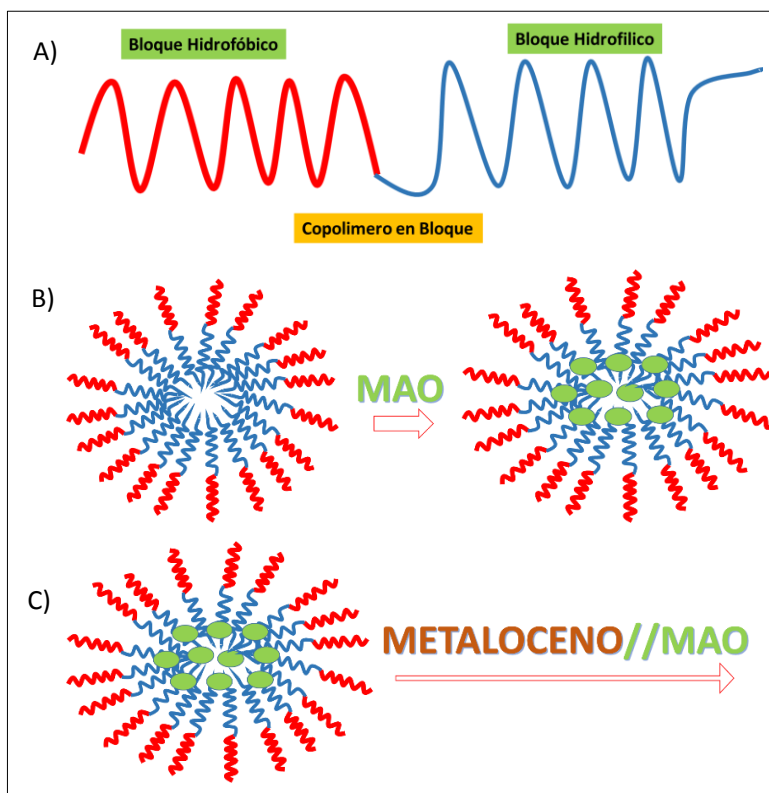 A)
Bloque Hidrofóbico
Bloque Hidrofilico
Copolimero en Bloque
B)
MAO
C)
METALOCENO//MAO